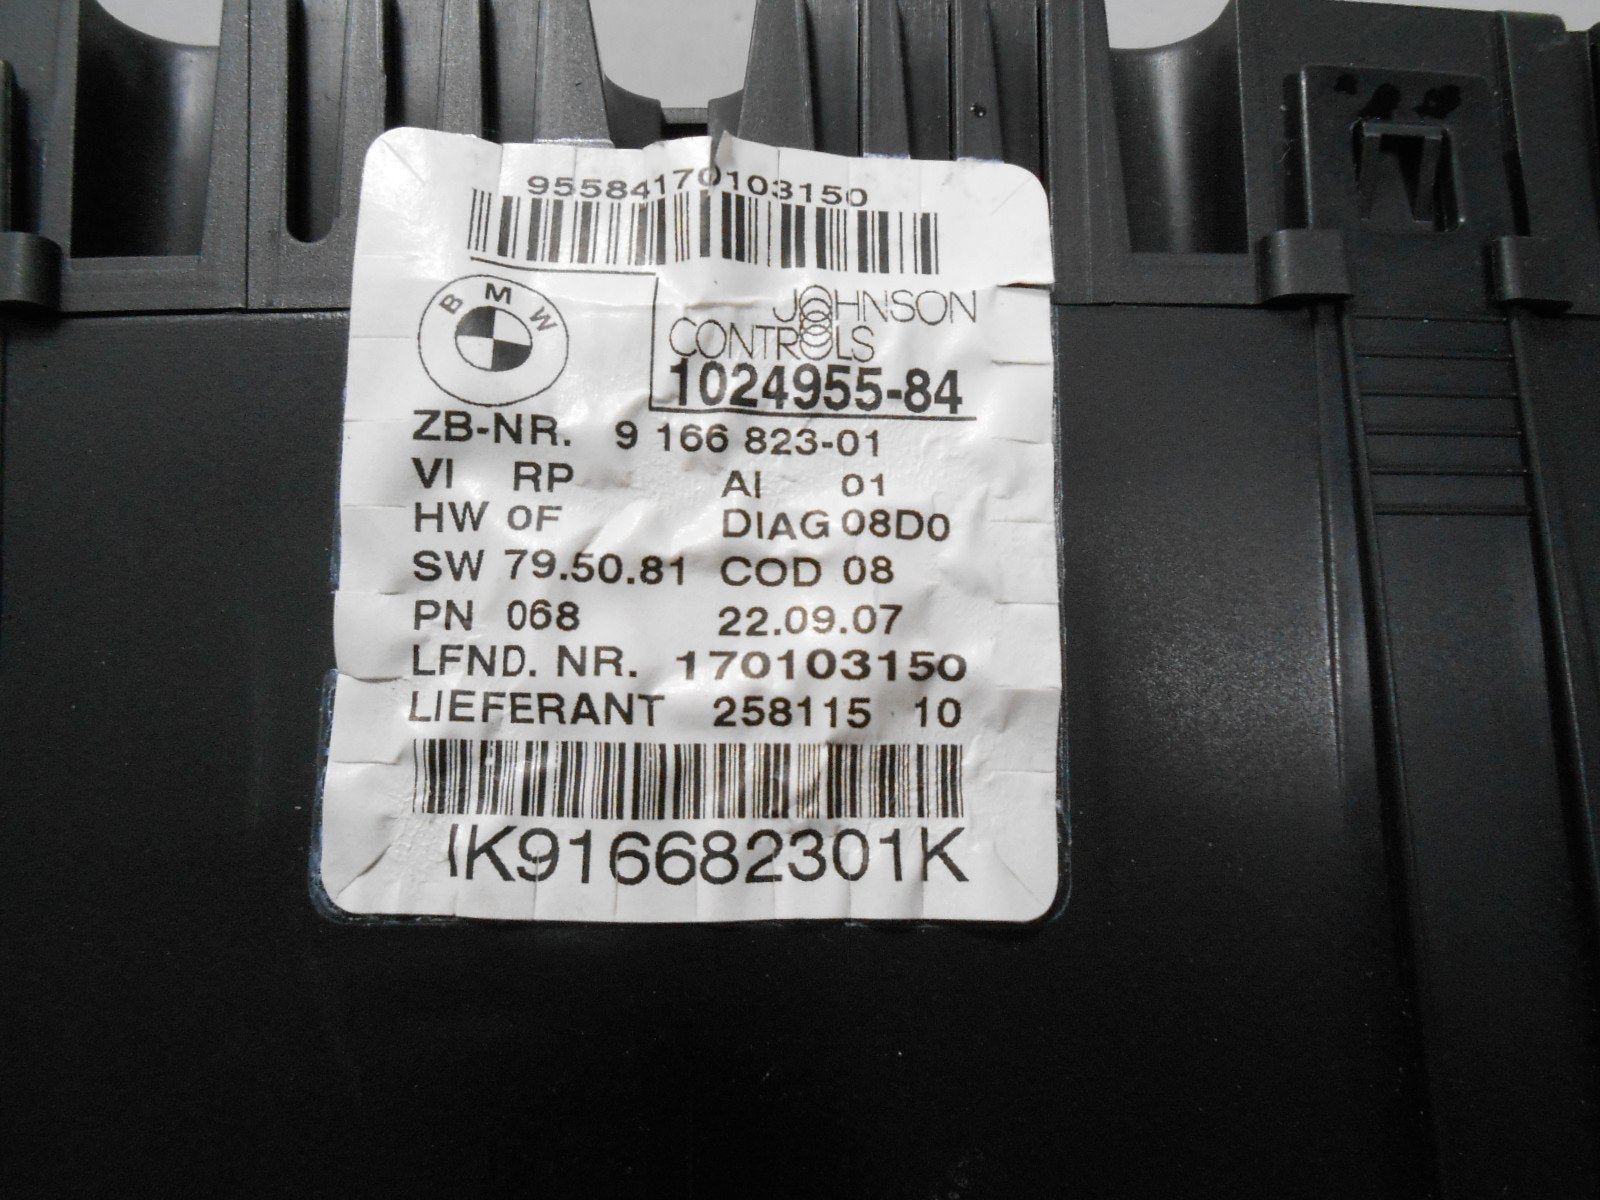 95584170103150
BMW
JOHNSON
CONTROLS
1024955-84
ZB-NR. 9 166 823-01
VI RP AI 01
HW 0F DIAG 08D0
SW 79.50.81 COD 08
PN 068 22.09.07
LFND. NR. 170103150
LIEFERANT 258115 10
IK916682301K